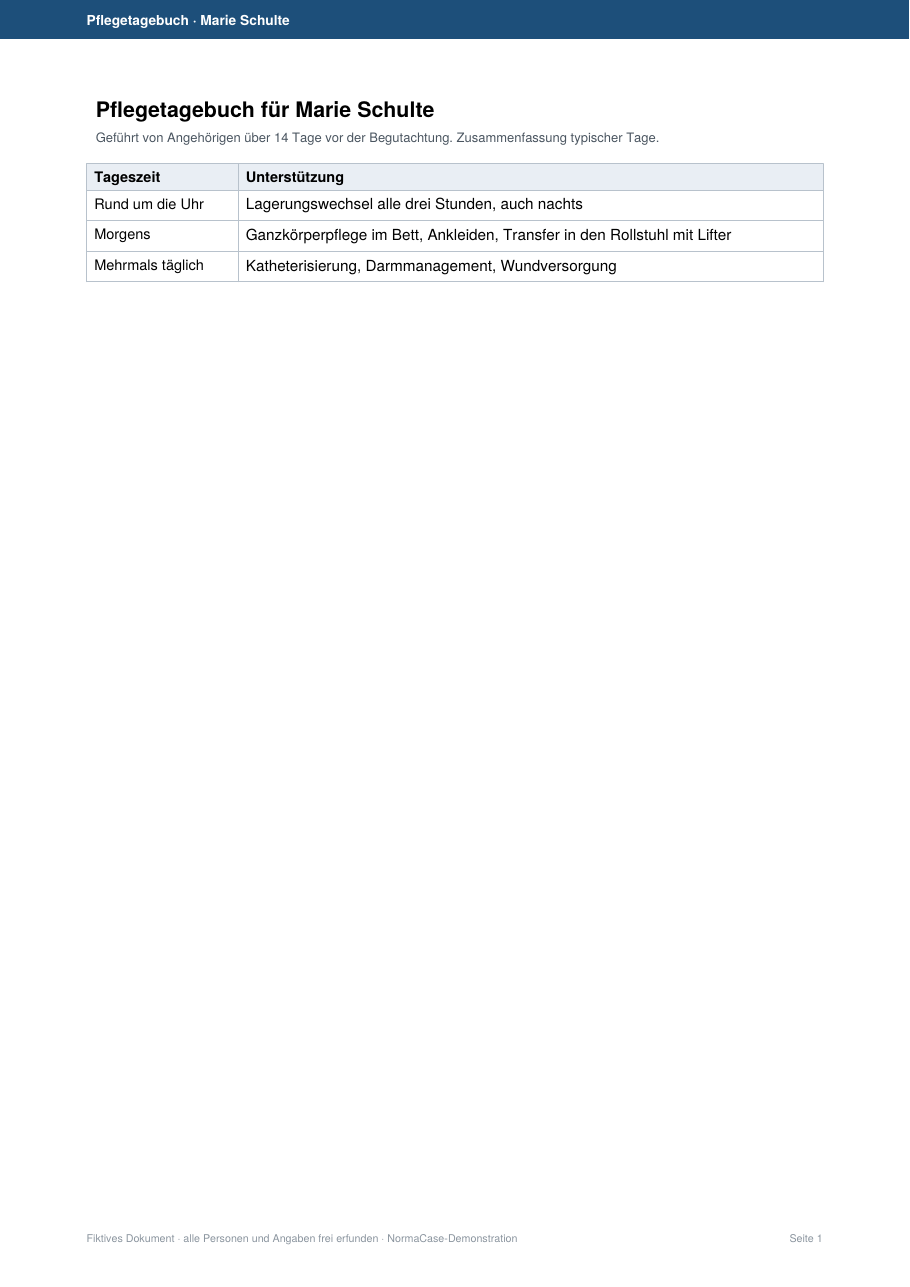 Pflegetagebuch · Marie Schulte
Pflegetagebuch für Marie Schulte
Geführt von Angehörigen über 14 Tage vor der Begutachtung. Zusammenfassung typischer Tage.
Tageszeit Unterstützung
Rund um die Uhr Lagerungswechsel alle drei Stunden, auch nachts
Morgens Ganzkörperpflege im Bett, Ankleiden, Transfer in den Rollstuhl mit Lifter
Mehrmals täglich Katheterisierung, Darmmanagement, Wundversorgung
Fiktives Dokument · alle Personen und Angaben frei erfunden · NormaCase-Demonstration Seite 1